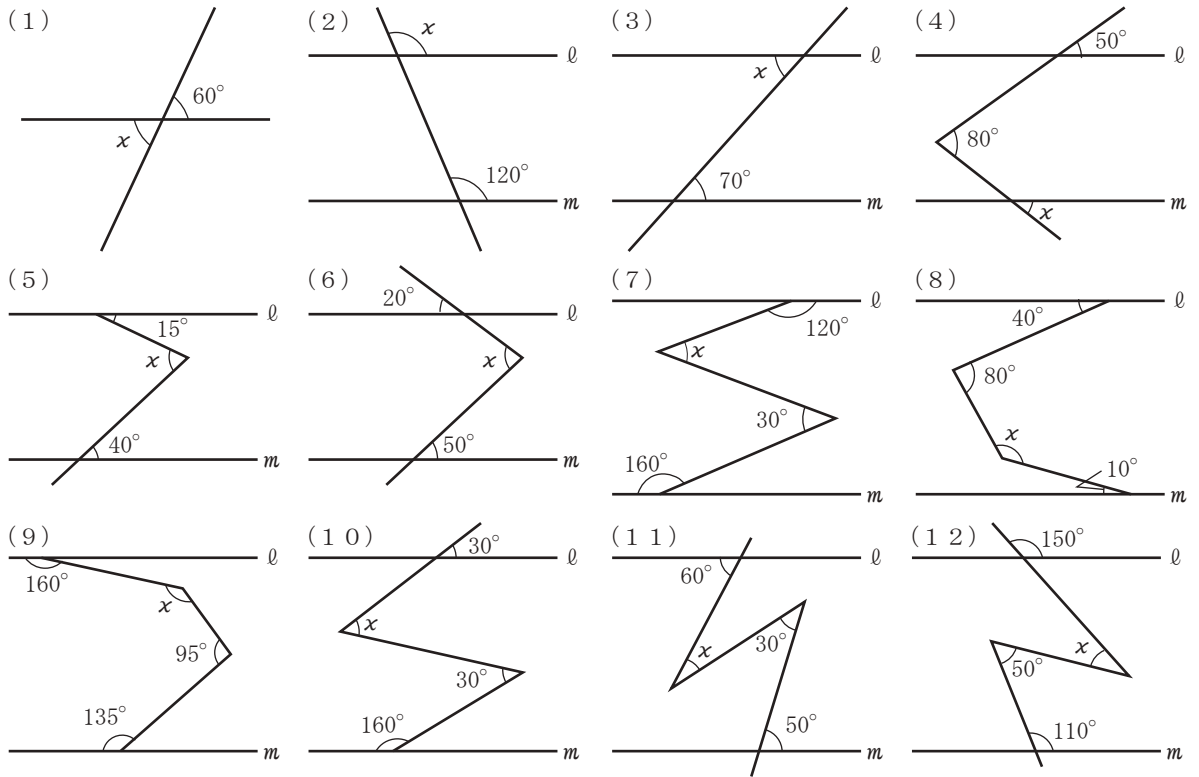 （１）
60°
x
（２）
x
ℓ
120°
m
（３）
ℓ
x
70°
m
（４）
50°
ℓ
80°
x
m
（５）
ℓ
15°
x
40°
m
（６）
20°
ℓ
x
50°
m
（７）
ℓ
120°
x
30°
160°
m
（８）
ℓ
40°
80°
x
10°
m
（９）
ℓ
160°
x
95°
135°
m
（１０）
30°
ℓ
x
30°
160°
m
（１１）
ℓ
60°
x
30°
50°
m
（１２）
150°
ℓ
x
50°
110°
m